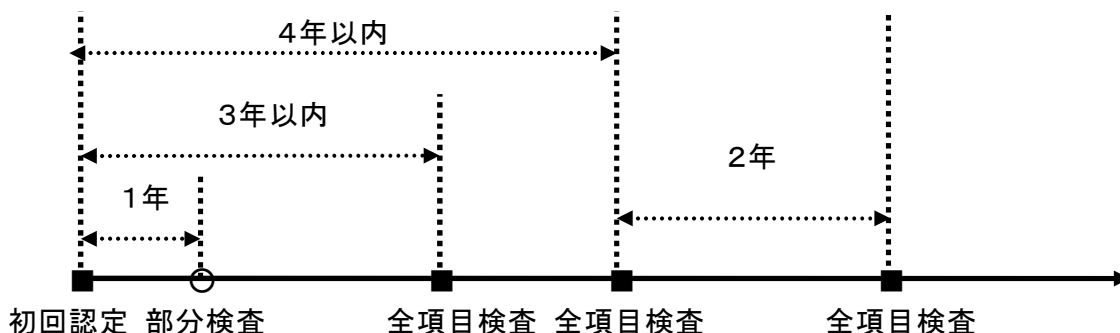 4年以内
3年以内
2年
1年
初回認定 部分検査 全項目検査 全項目検査 全項目検査